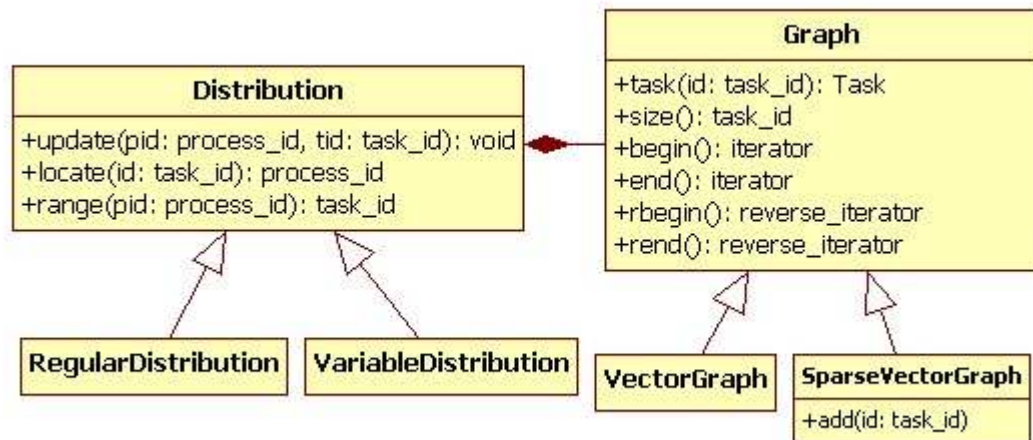 Distribution
+update(pid: process_id, tid: task_id): void
+locate(id: task_id): process_id
+range(pid: process_id): task_id
Graph
+task(id: task_id): Task
+size(): task_id
+begin(): iterator
+end(): iterator
+rbegin(): reverse_iterator
+rend(): reverse_iterator
RegularDistribution
VariableDistribution
VectorGraph
SparseVectorGraph
+add(id: task_id)